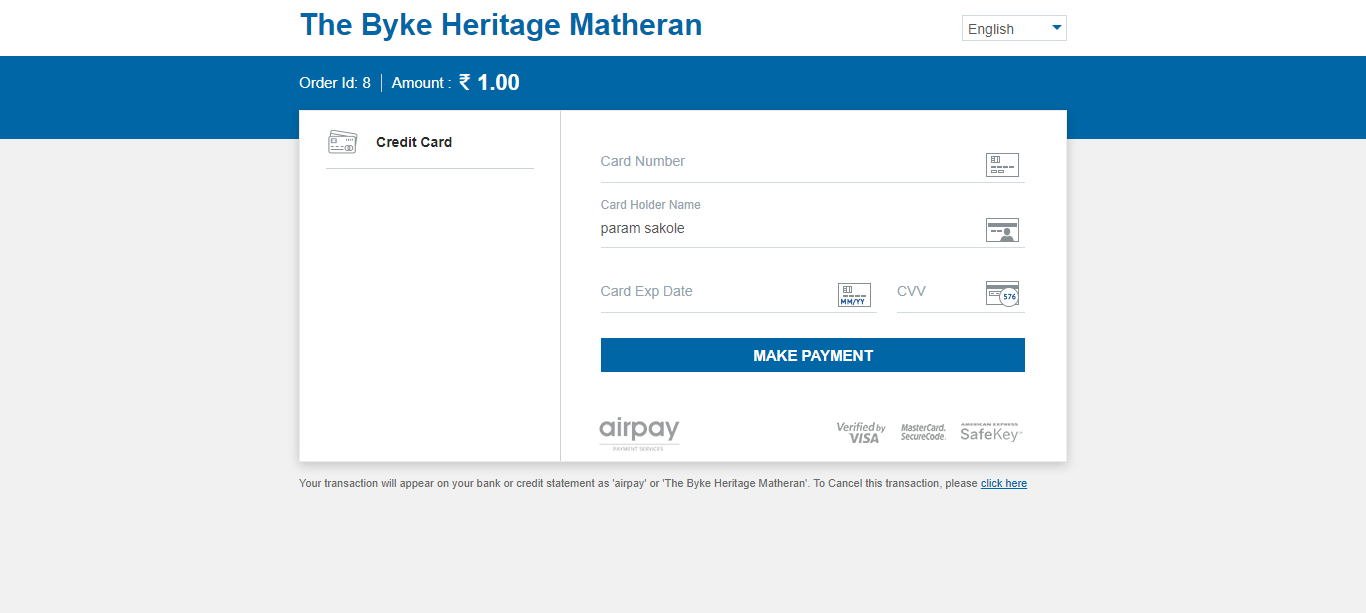 The Byke Heritage Matheran
English
Order Id: 8 | Amount : ₹ 1.00
Credit Card
Card Number
Card Holder Name
param sakole
Card Exp Date
MM/YY
CVV
576
MAKE PAYMENT
airpay
PAYMENT SERVICES
Verified by
VISA
MasterCard.
SecureCode.
AMERICAN EXPRESS
SafeKey™
Your transaction will appear on your bank or credit statement as 'airpay' or 'The Byke Heritage Matheran'. To Cancel this transaction, please click here